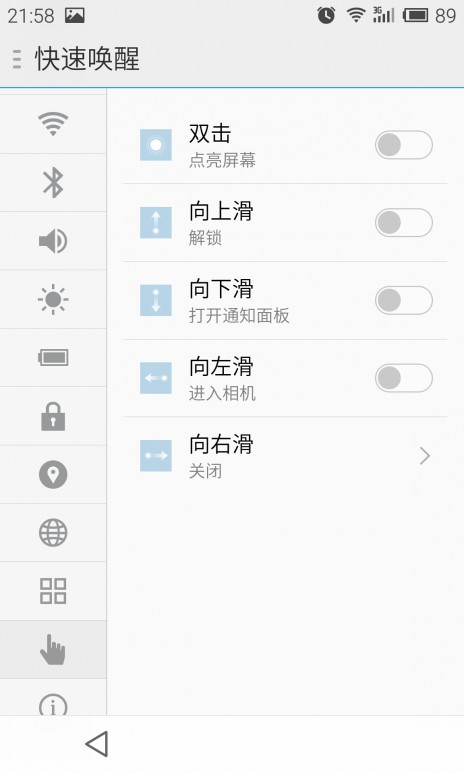 21:58 3G 89
快速唤醒
双击
点亮屏幕
向上滑
解锁
向下滑
打开通知面板
向左滑
进入相机
向右滑
关闭